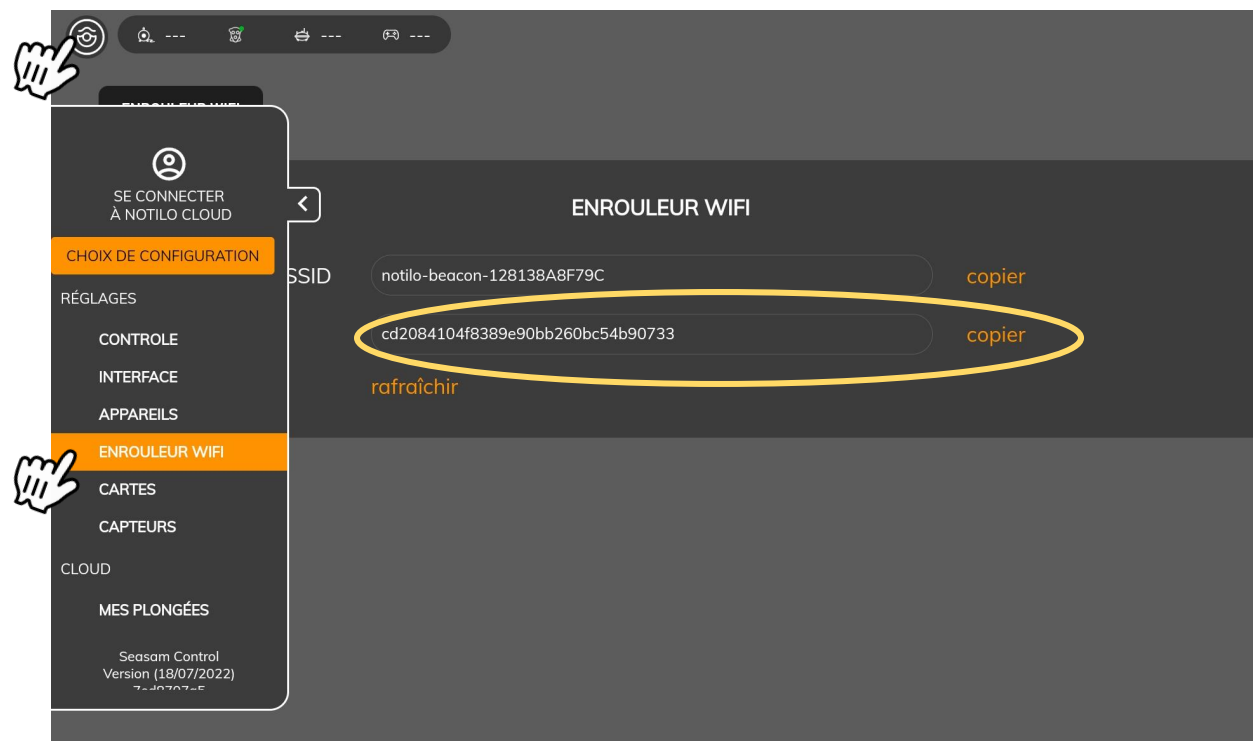 --- --- ---
ENROULEUR WIFI
SE CONNECTER
À NOTILO CLOUD
CHOIX DE CONFIGURATION
RÉGLAGES
CONTROLE
INTERFACE
APPAREILS
ENROULEUR WIFI
CARTES
CAPTEURS
CLOUD
MES PLONGÉES
Seasam Control
Version (18/07/2022)
ENROULEUR WIFI
SSID notilo-beacon-128138A8F79C copier
cd2084104f8389e90bb260bc54b90733 copier
rafraîchir